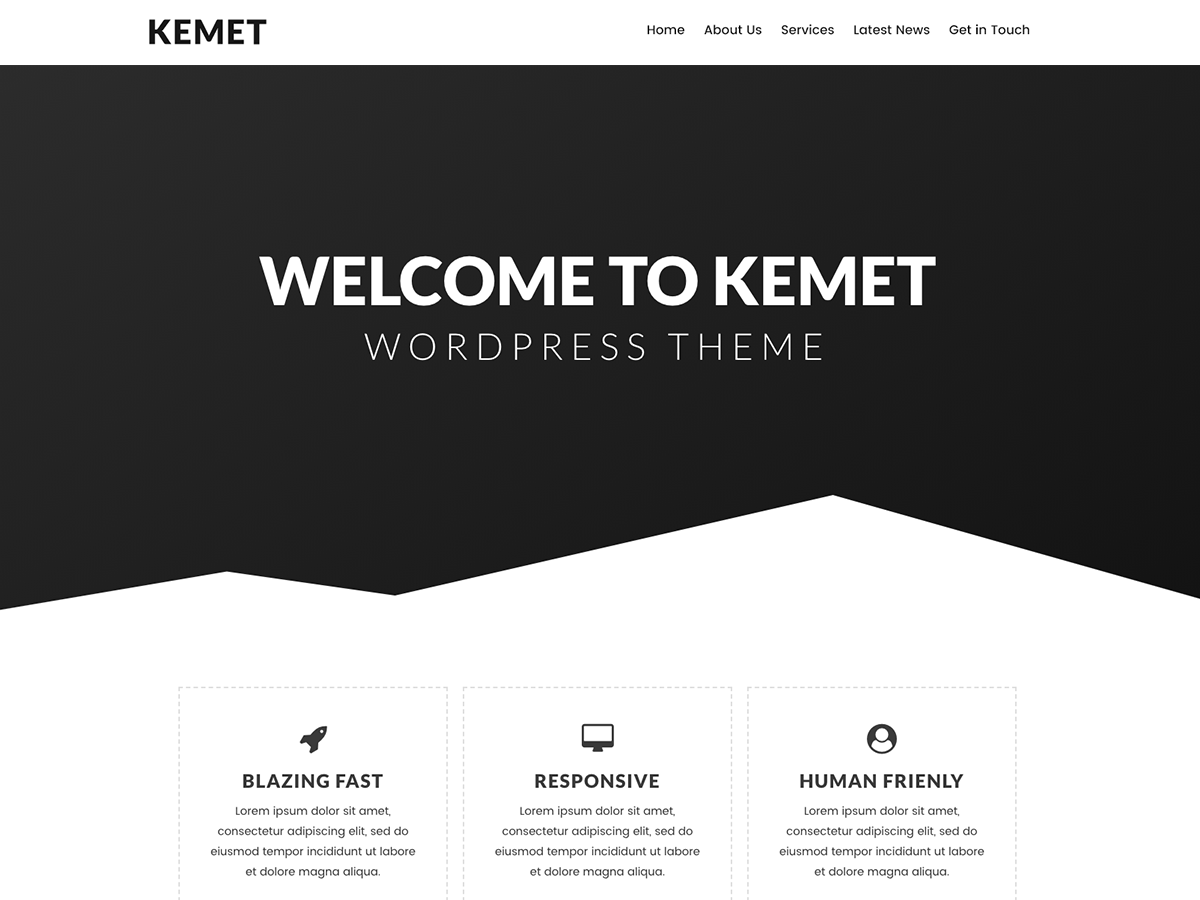 KEMET
Home About Us Services Latest News Get in Touch
WELCOME TO KEMET
WORDPRESS THEME
BLAZING FAST
Lorem ipsum dolor sit amet,
consectetur adipiscing elit, sed do
eiusmod tempor incididunt ut labore
et dolore magna aliqua.
RESPONSIVE
Lorem ipsum dolor sit amet,
consectetur adipiscing elit, sed do
eiusmod tempor incididunt ut labore
et dolore magna aliqua.
HUMAN FRIENLY
Lorem ipsum dolor sit amet,
consectetur adipiscing elit, sed do
eiusmod tempor incididunt ut labore
et dolore magna aliqua.